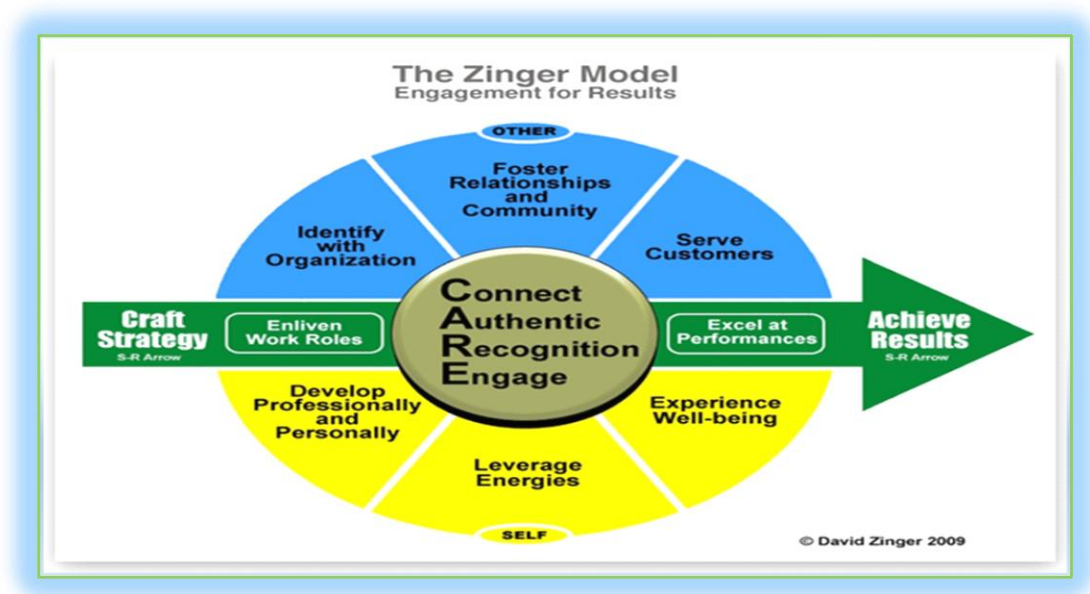 The Zinger Model
Engagement for Results
OTHER
Foster
Relationships
and
Community
Identify
with
Organization
Serve
Customers
Craft
Strategy
S-R Arrow
Enliven
Work Roles
Connect
Authentic
Recognition
Engage
Excel at
Performances
Achieve
Results
S-R Arrow
Develop
Professionally
and
Personally
Leverage
Energies
Experience
Well-being
SELF
© David Zinger 2009